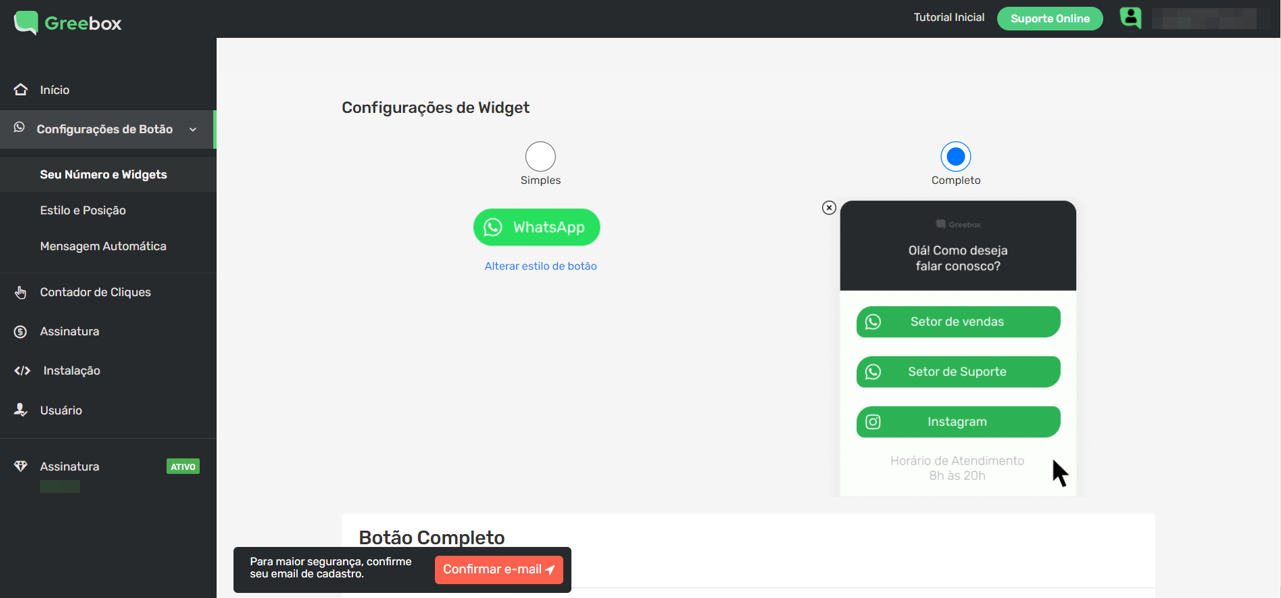 Greebox
Tutorial Inicial
Suporte Online
Início
Configurações de Botão
Seu Número e Widgets
Estilo e Posição
Mensagem Automática
Contador de Cliques
Assinatura
Instalação
Usuário
Assinatura
ATIVO
Configurações de Widget
Simples
WhatsApp
Alterar estilo de botão
Completo
Greebox
Olá! Como deseja
falar conosco?
Setor de vendas
Setor de Suporte
Instagram
Horário de Atendimento
8h às 20h
Botão Completo
Para maior segurança, confirme
seu email de cadastro.
Confirmar e-mail